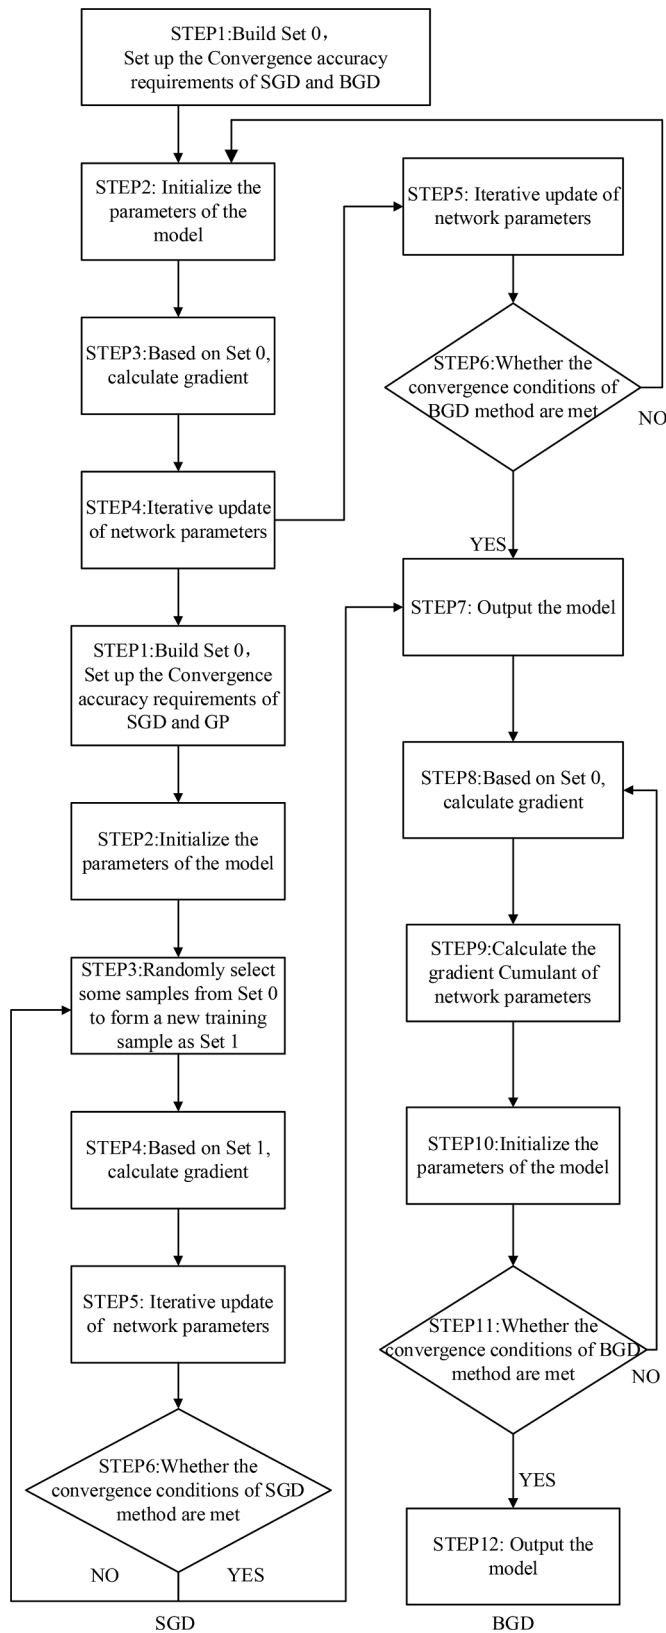 STEP1:Build Set 0，
Set up the Convergence accuracy
requirements of SGD and BGD
STEP2: Initialize the
parameters of the
model
STEP3:Based on Set 0,
calculate gradient
STEP4:Iterative update
of network parameters
STEP1:Build Set 0，
Set up the Convergence
accuracy requirements of
SGD and GP
STEP2:Initialize the
parameters of the model
STEP3:Randomly select
some samples from Set 0
to form a new training
sample as Set 1
STEP4:Based on Set 1,
calculate gradient
STEP5: Iterative update
of network parameters
STEP6:Whether the
convergence conditions of SGD
method are met
NO
YES
SGD
STEP5: Iterative update of
network parameters
STEP6:Whether the
convergence conditions of
BGD method are met
NO
YES
STEP7: Output the model
STEP8:Based on Set 0,
calculate gradient
STEP9:Calculate the
gradient Cumulant of
network parameters
STEP10:Initialize the
parameters of the model
STEP11:Whether the
convergence conditions of BGD
method are met
NO
YES
STEP12: Output the
model
BGD